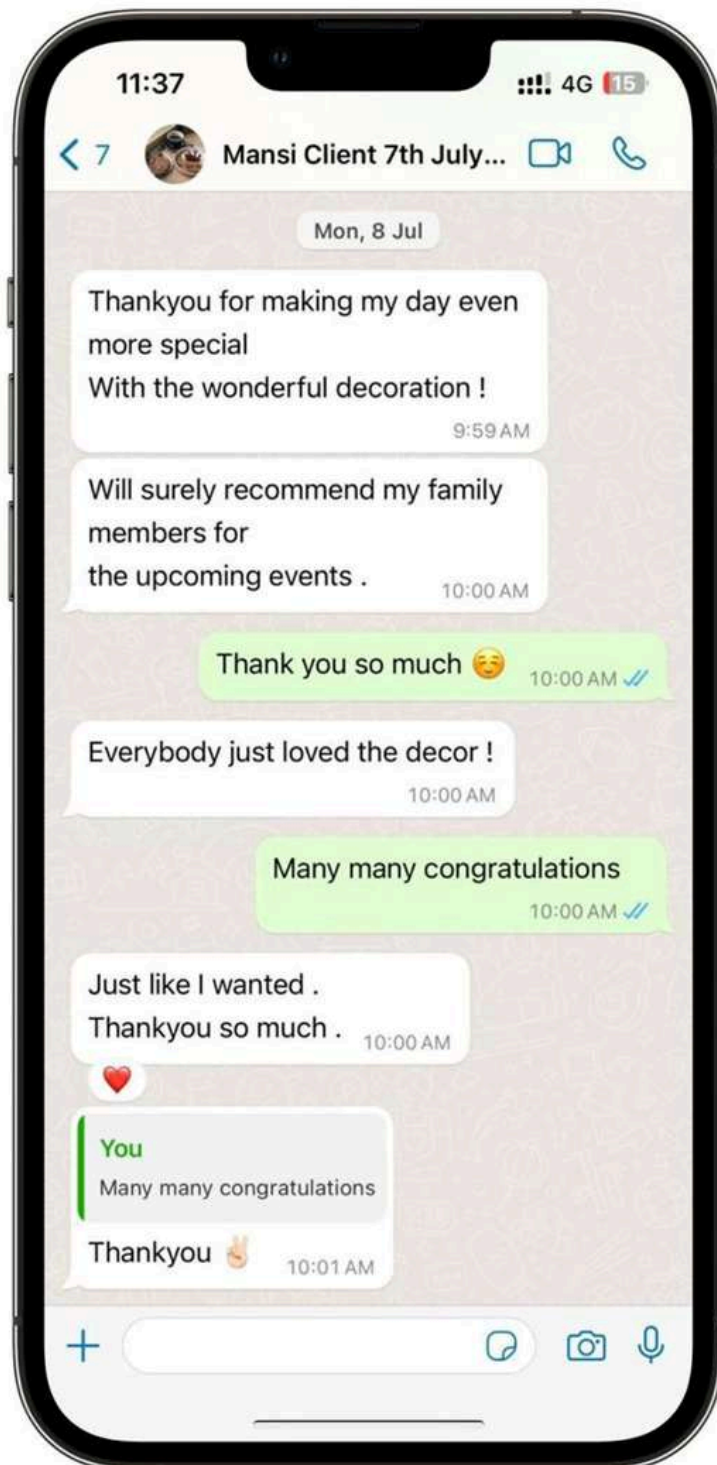 11:37
4G 15
7 Mansi Client 7th July...
Mon, 8 Jul
Thankyou for making my day even
more special
With the wonderful decoration !
9:59 AM
Will surely recommend my family
members for
the upcoming events . 10:00 AM
Thank you so much ☺️ 10:00 AM
Everybody just loved the decor !
10:00 AM
Many many congratulations
10:00 AM
Just like I wanted .
Thankyou so much . 10:00 AM
❤️
You
Many many congratulations
Thankyou ✌🏻 10:01 AM